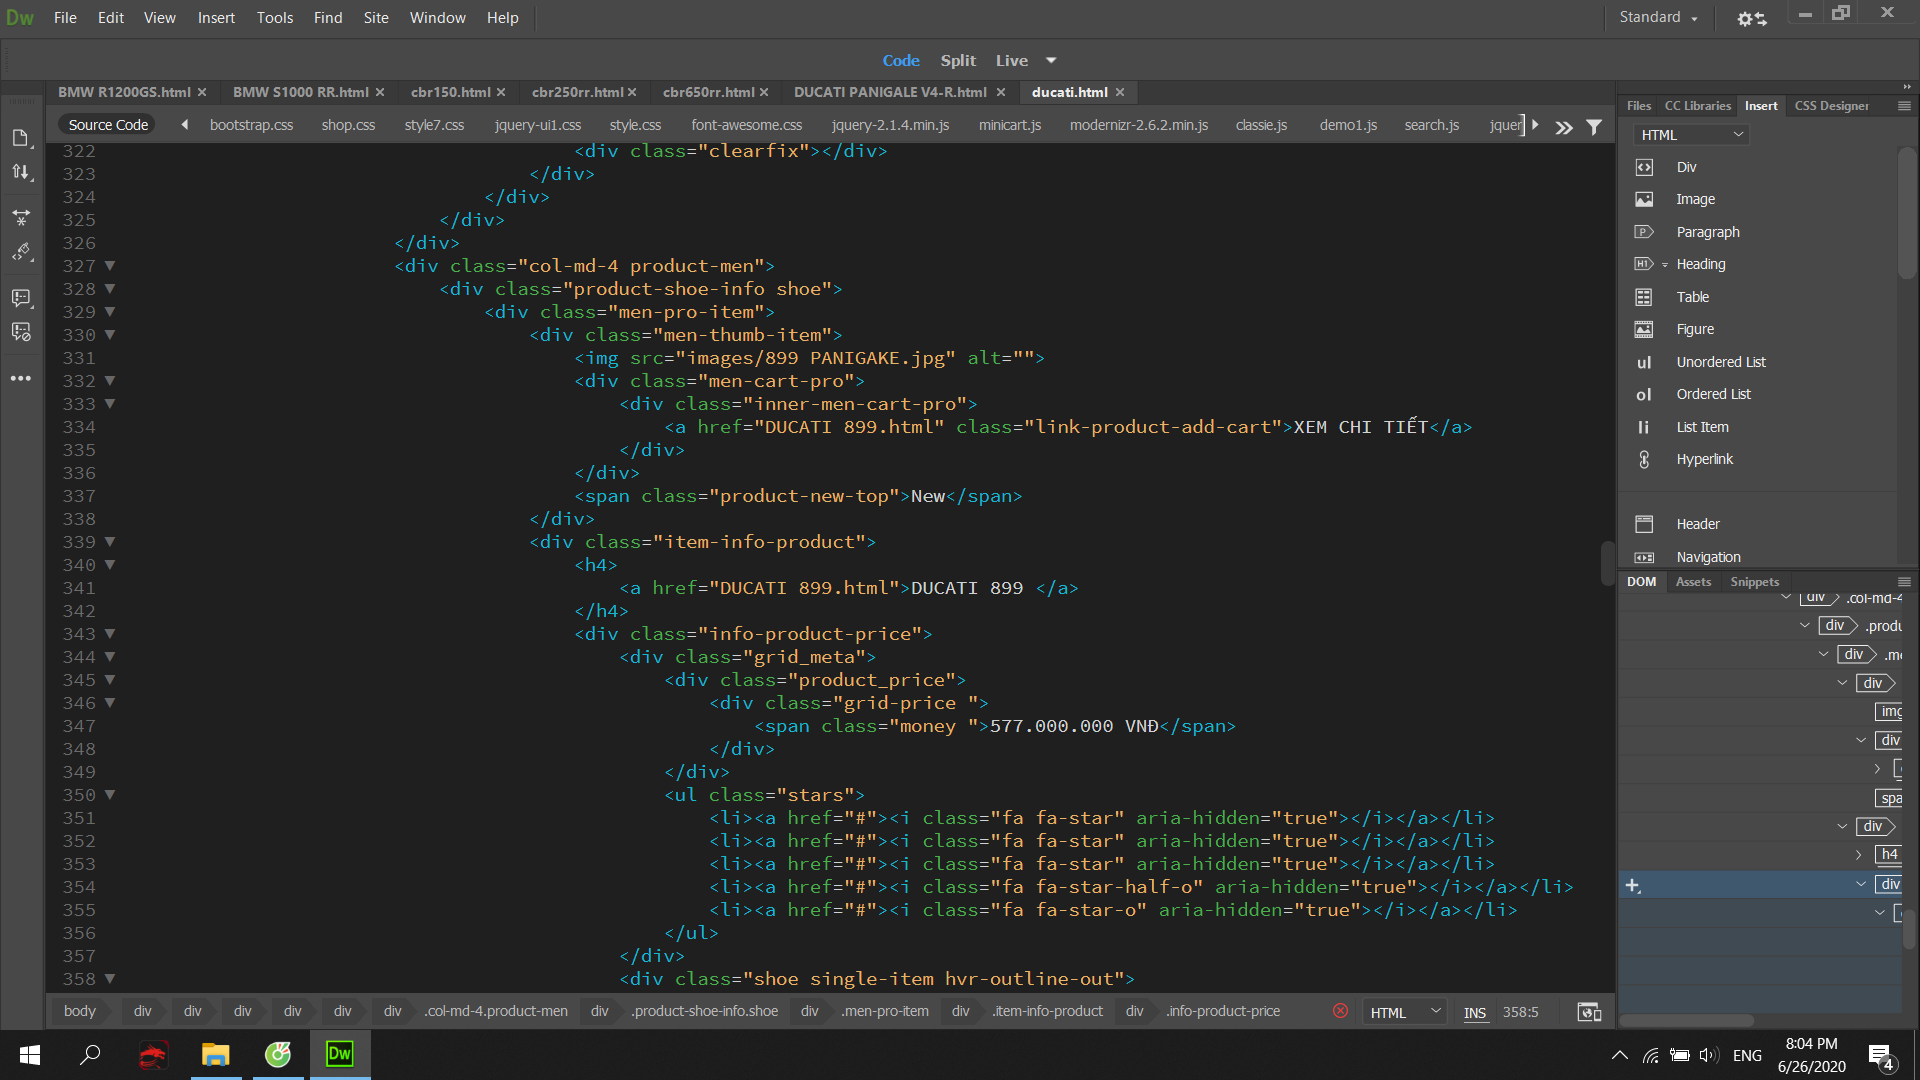 Dw File Edit View Insert Tools Find Site Window Help Standard
Code Split Live
BMW R1200GS.html BMW S1000 RR.html cbr150.html cbr250rr.html cbr650rr.html DUCATI PANIGALE V4-R.html ducati.html
Source Code bootstrap.css shop.css style7.css jquery-ui1.css style.css font-awesome.css jquery-2.1.4.min.js minicart.js modernizr-2.6.2.min.js classie.js demo1.js search.js jquer
322 <div class="clearfix"></div>
323 </div>
324 </div>
325 </div>
326 </div>
327 <div class="col-md-4 product-men">
328 <div class="product-shoe-info shoe">
329 <div class="men-pro-item">
330 <div class="men-thumb-item">
331 <img src="images/899 PANIGAKE.jpg" alt="">
332 <div class="men-cart-pro">
333 <div class="inner-men-cart-pro">
334 <a href="DUCATI 899.html" class="link-product-add-cart">XEM CHI TIẾT</a>
335 </div>
336 </div>
337 <span class="product-new-top">New</span>
338 </div>
339 <div class="item-info-product">
340 <h4>
341 <a href="DUCATI 899.html">DUCATI 899 </a>
342 </h4>
343 <div class="info-product-price">
344 <div class="grid_meta">
345 <div class="product_price">
346 <div class="grid-price ">
347 <span class="money ">577.000.000 VNĐ</span>
348 </div>
349 </div>
350 <ul class="stars">
351 <li><a href="#"><i class="fa fa-star" aria-hidden="true"></i></a></li>
352 <li><a href="#"><i class="fa fa-star" aria-hidden="true"></i></a></li>
353 <li><a href="#"><i class="fa fa-star" aria-hidden="true"></i></a></li>
354 <li><a href="#"><i class="fa fa-star-half-o" aria-hidden="true"></i></a></li>
355 <li><a href="#"><i class="fa fa-star-o" aria-hidden="true"></i></a></li>
356 </ul>
357 </div>
358 <div class="shoe single-item hvr-outline-out">
body div div div div div div .col-md-4.product-men div .product-shoe-info.shoe div .men-pro-item div .item-info-product div .info-product-price HTML INS 358:5
Files CC Libraries Insert CSS Designer
HTML
Div
Image
Paragraph
H1 Heading
Table
Figure
ul Unordered List
ol Ordered List
li List Item
Hyperlink
Header
Navigation
DOM Assets Snippets
div .col-md-4
div .produ
div .me
div
img
div
spa
div
h4
div
Dw ENG
8:04 PM
6/26/2020
4